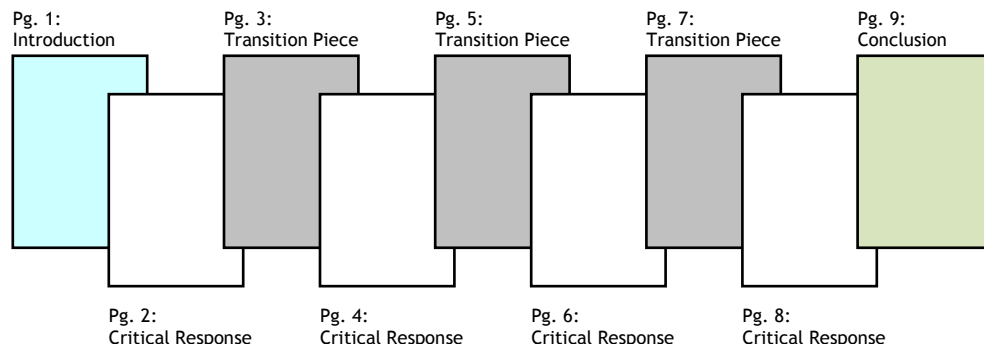 Pg. 1:
Introduction
Pg. 3:
Transition Piece
Pg. 5:
Transition Piece
Pg. 7:
Transition Piece
Pg. 9:
Conclusion
Pg. 2:
Critical Response
Pg. 4:
Critical Response
Pg. 6:
Critical Response
Pg. 8:
Critical Response